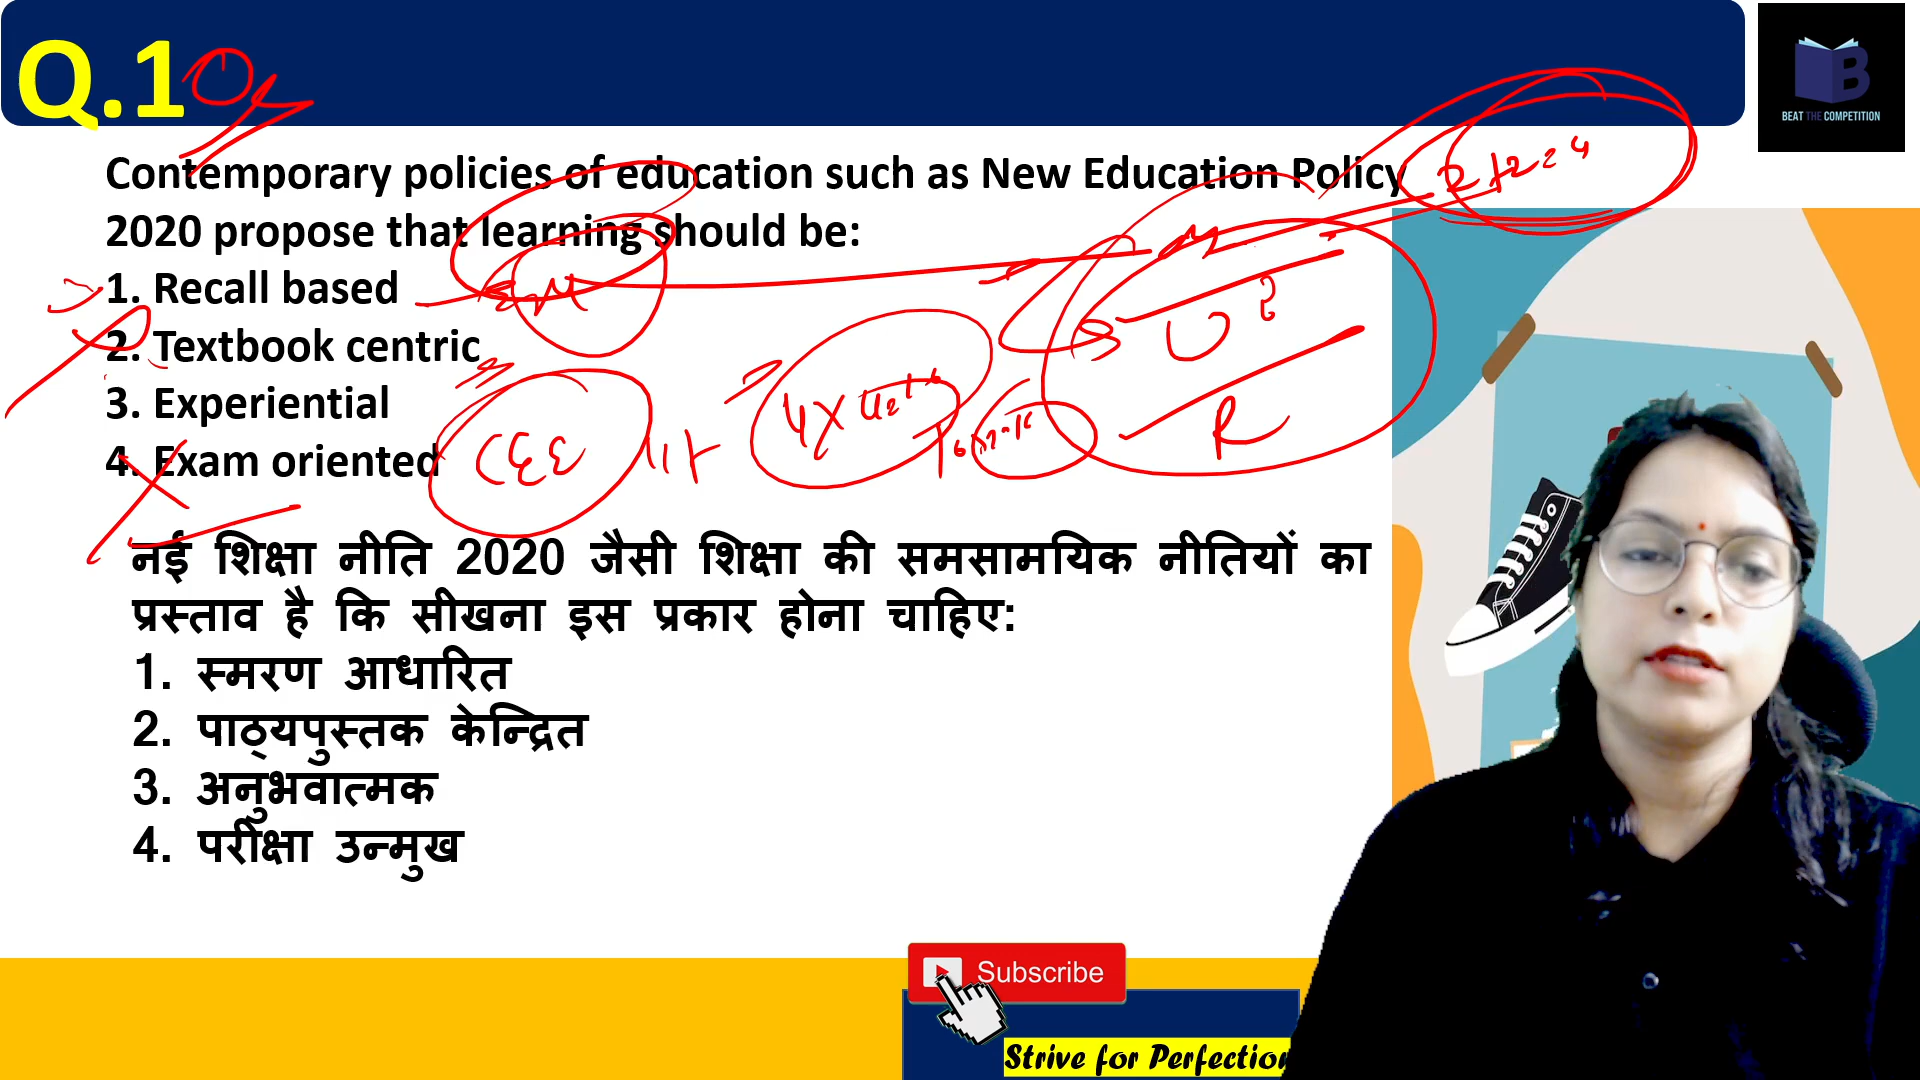 Q.1
BEAT THE COMPETITION
Contemporary policies of education such as New Education Policy
2020 propose that learning should be:
1. Recall based
2. Textbook centric
3. Experiential
4. Exam oriented
नई शिक्षा नीति 2020 जैसी शिक्षा की समसामयिक नीतियों का
प्रस्ताव है कि सीखना इस प्रकार होना चाहिए:
1. स्मरण आधारित
2. पाठ्यपुस्तक केन्द्रित
3. अनुभवात्मक
4. परीक्षा उन्मुख
Subscribe
Strive for Perfection